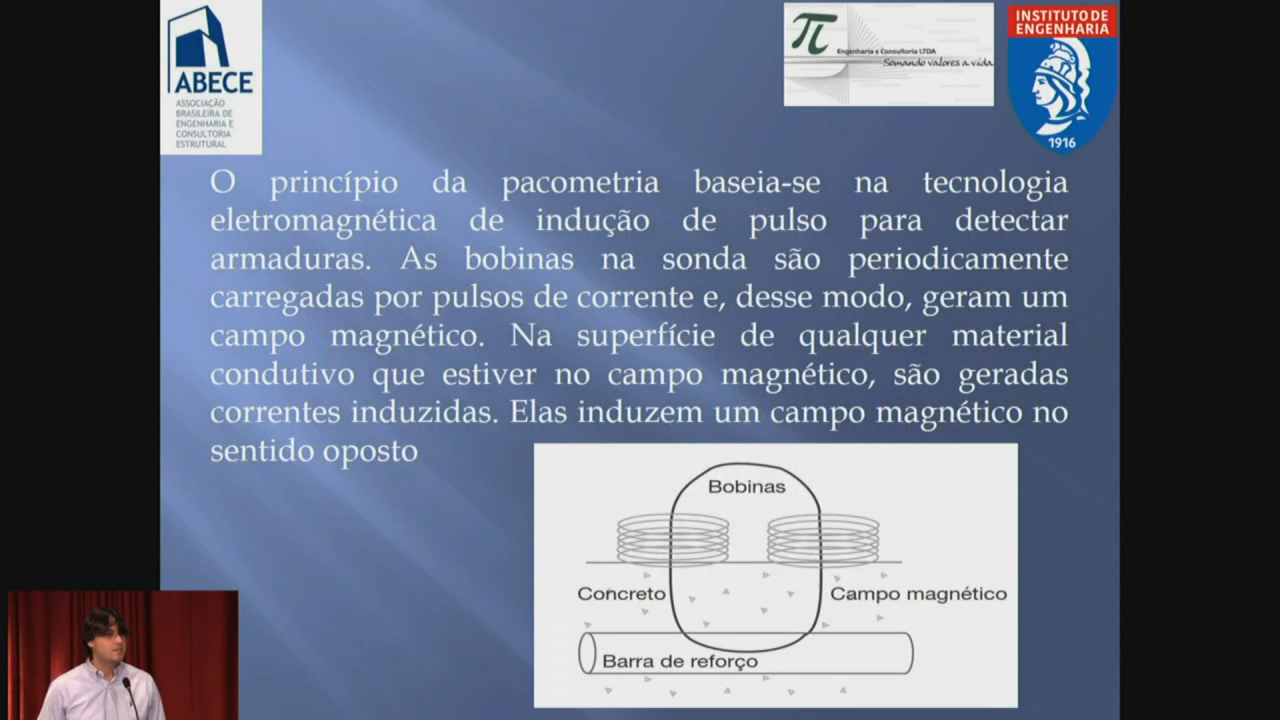 ABECE
ASSOCIAÇÃO
BRASILEIRA DE
ENGENHARIA E
CONSULTORIA
ESTRUTURAL
π
Engenharia e Consultoria LTDA
Somando valores a vida.
INSTITUTO DE
ENGENHARIA
1916
O princípio da pacometria baseia-se na tecnologia
eletromagnética de indução de pulso para detectar
armaduras. As bobinas na sonda são periodicamente
carregadas por pulsos de corrente e, desse modo, geram um
campo magnético. Na superfície de qualquer material
condutivo que estiver no campo magnético, são geradas
correntes induzidas. Elas induzem um campo magnético no
sentido oposto
Bobinas
Concreto
Campo magnético
Barra de reforço